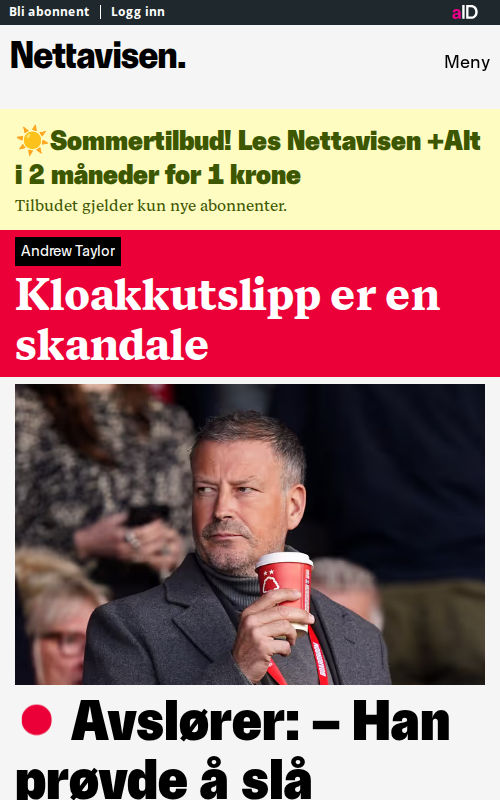 Bli abonnent
Logg inn
aID
Nettavisen.
Meny
Sommertilbud! Les Nettavisen +Alt
i 2 måneder for 1 krone
Tilbudet gjelder kun nye abonnenter.
Andrew Taylor
Kloakkutslipp er en
skandale
Avslører: – Han
prøvde å slå